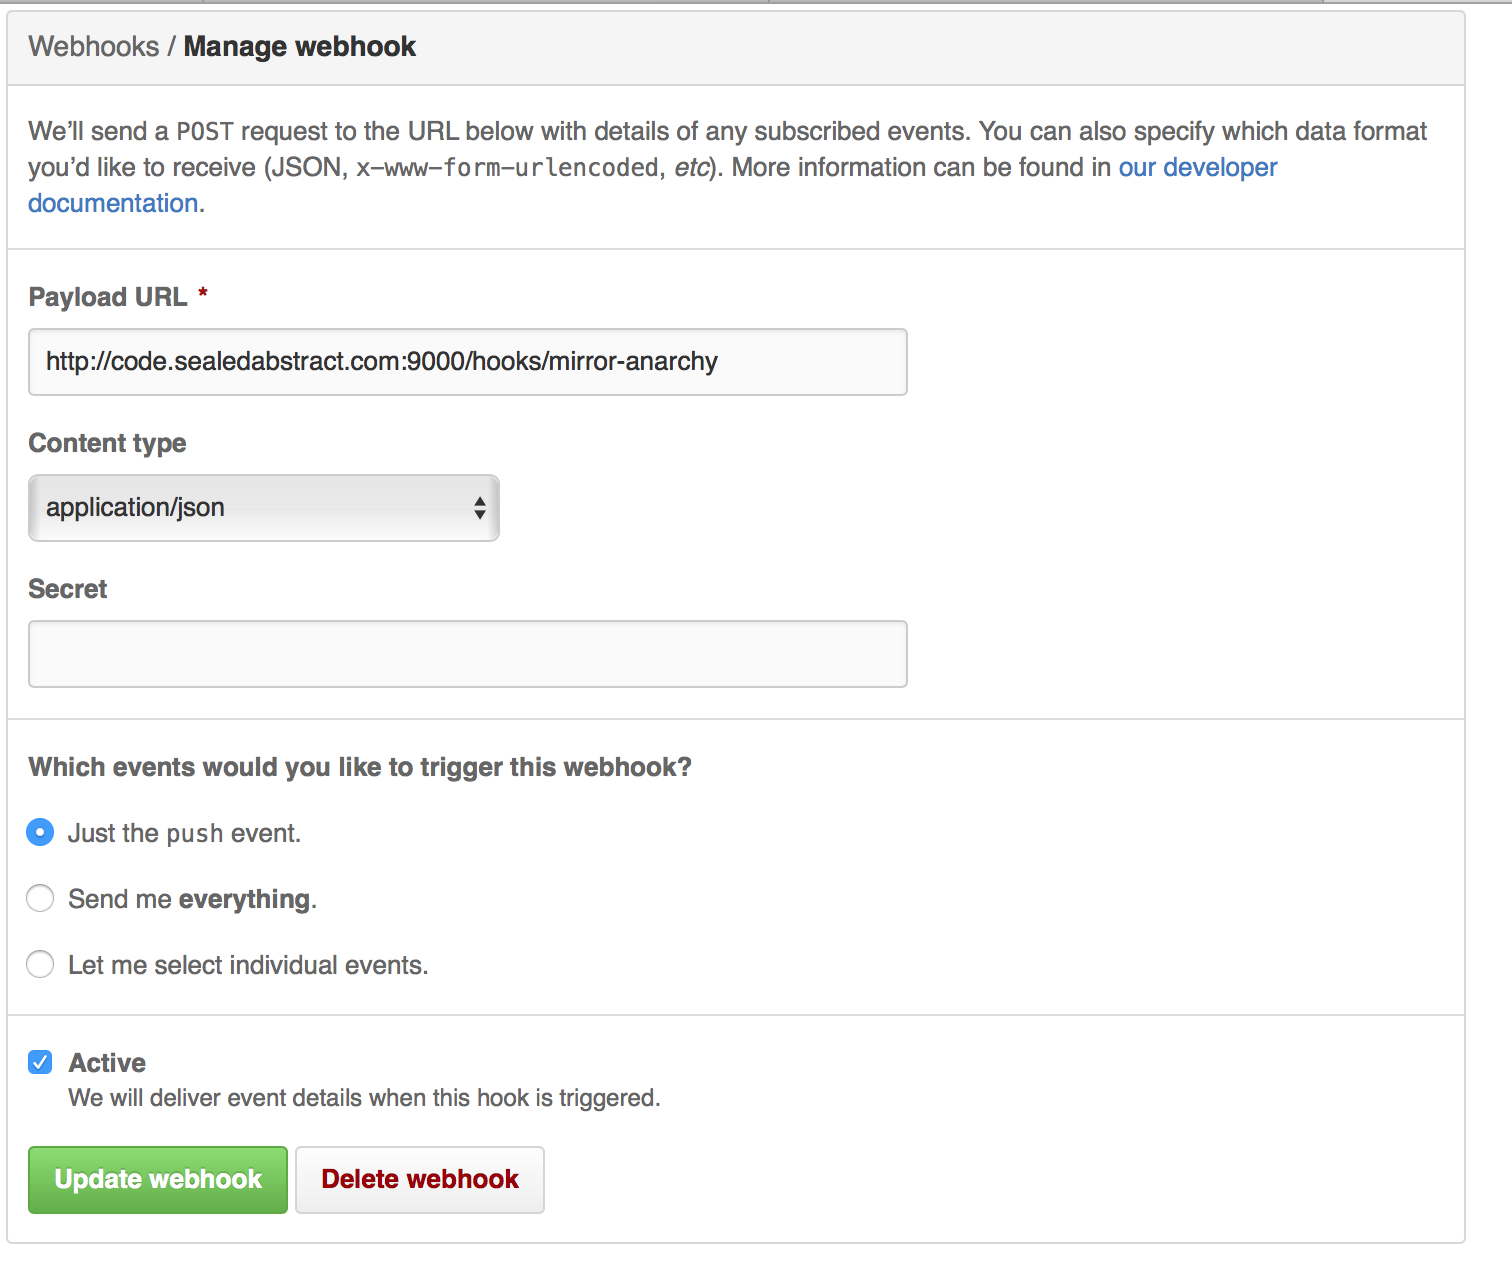 Webhooks / Manage webhook
We’ll send a POST request to the URL below with details of any subscribed events. You can also specify which data format
you’d like to receive (JSON, x-www-form-urlencoded, etc). More information can be found in our developer
documentation.
Payload URL *
http://code.sealedabstract.com:9000/hooks/mirror-anarchy
Content type
application/json
Secret
Which events would you like to trigger this webhook?
Just the push event.
Send me everything.
Let me select individual events.
Active
We will deliver event details when this hook is triggered.
Update webhook Delete webhook